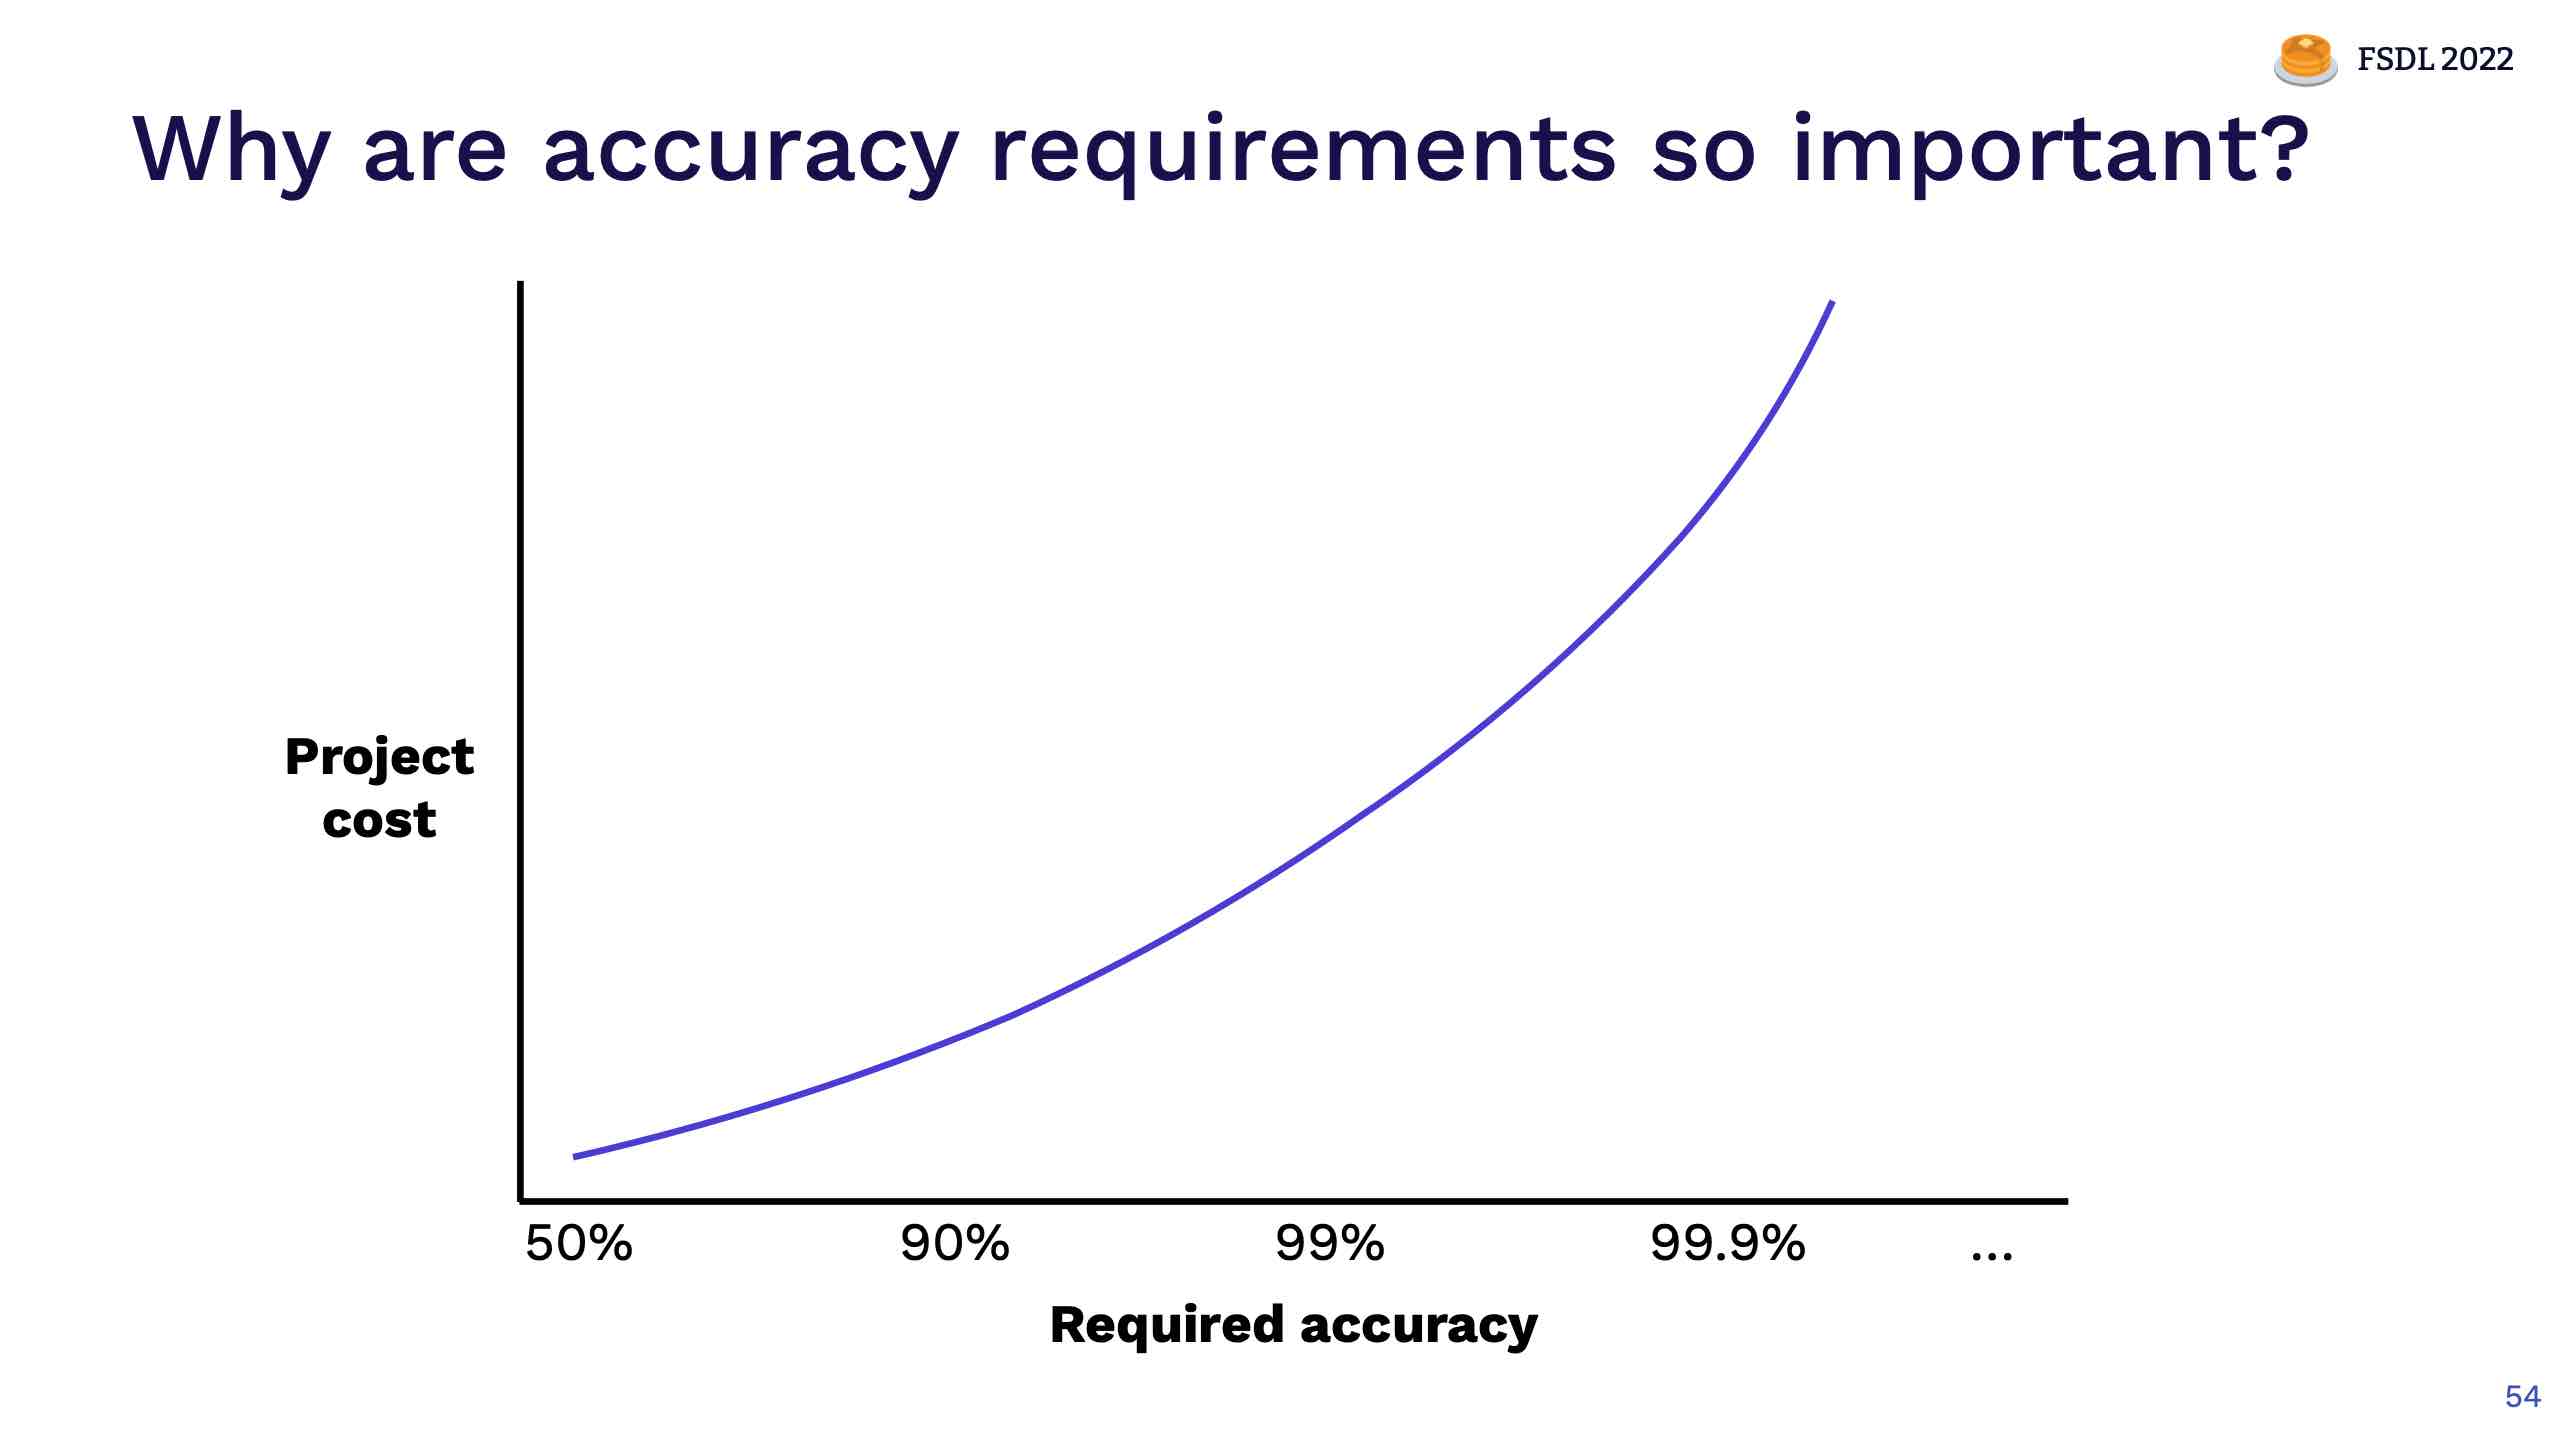 FSDL 2022
Why are accuracy requirements so important?
Project
cost
50% 90% 99% 99.9% ...
Required accuracy
54